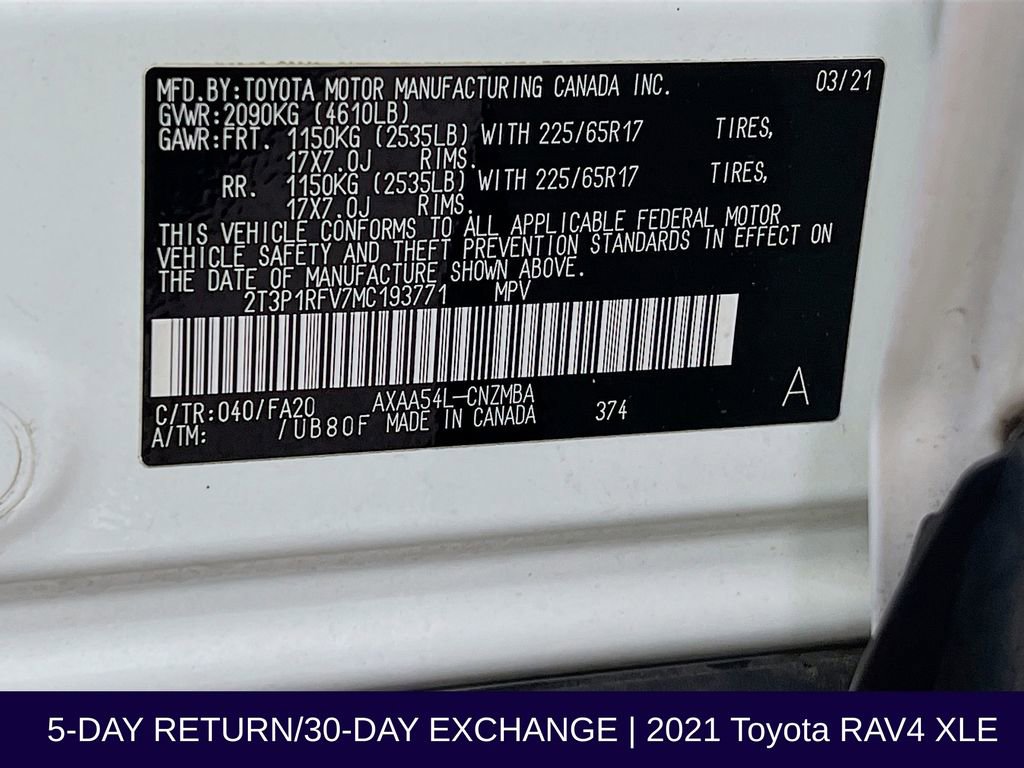 MFD.BY:TOYOTA MOTOR MANUFACTURING CANADA INC. 03/21
GVWR:2090KG (4610LB)
GAWR:FRT. 1150KG (2535LB) WITH 225/65R17 TIRES,
17X7.0J RIMS.
RR. 1150KG (2535LB) WITH 225/65R17 TIRES,
17X7.0J RIMS.
THIS VEHICLE CONFORMS TO ALL APPLICABLE FEDERAL MOTOR
VEHICLE SAFETY AND THEFT PREVENTION STANDARDS IN EFFECT ON
THE DATE OF MANUFACTURE SHOWN ABOVE.
2T3P1RFV7MC193771 MPV
C/TR:040/FA20 AXAA54L-CNZMBA A
A/TM: /UB80F MADE IN CANADA 374
5-DAY RETURN/30-DAY EXCHANGE | 2021 Toyota RAV4 XLE